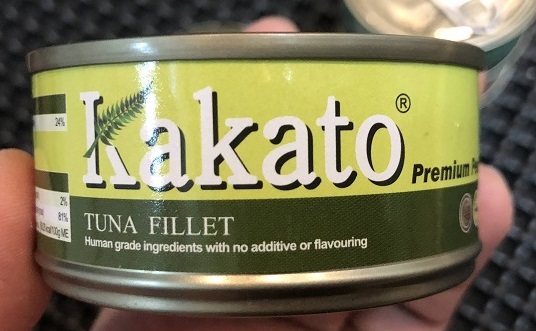 Kakato®
Premium
TUNA FILLET
Human grade ingredients with no additive or flavouring
24%
2%
81%